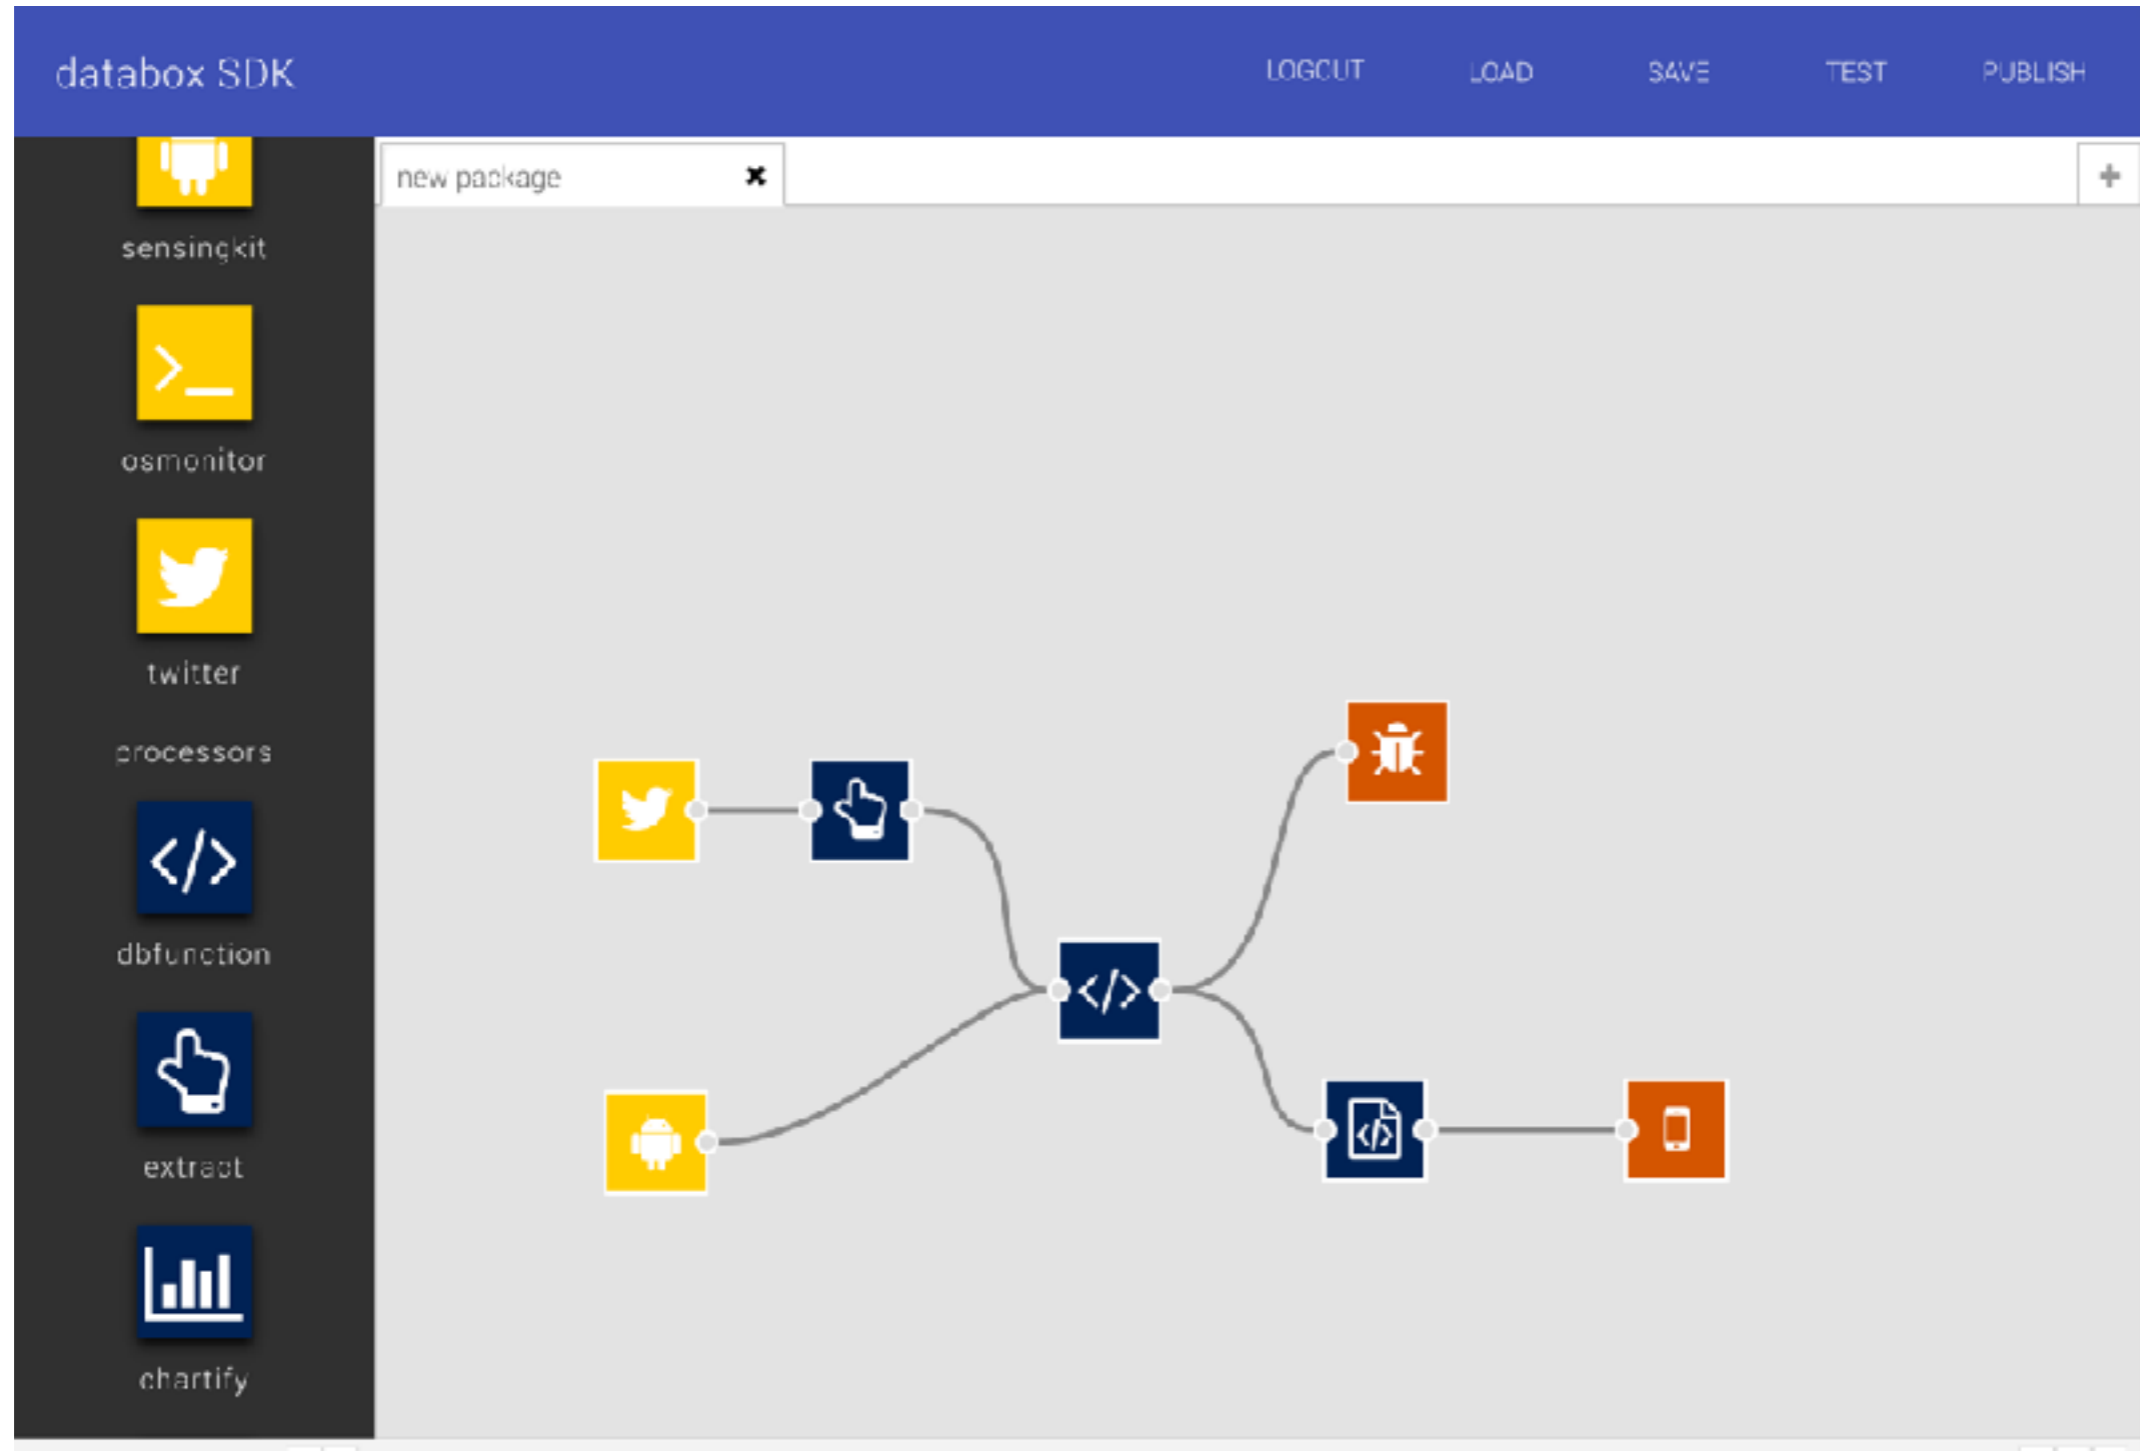 databox SDK
LOGOUT LOAD SAVE TEST PUBLISH
new package
sensingkit
osmonitor
twitter
processors
dbfunction
extract
chartify